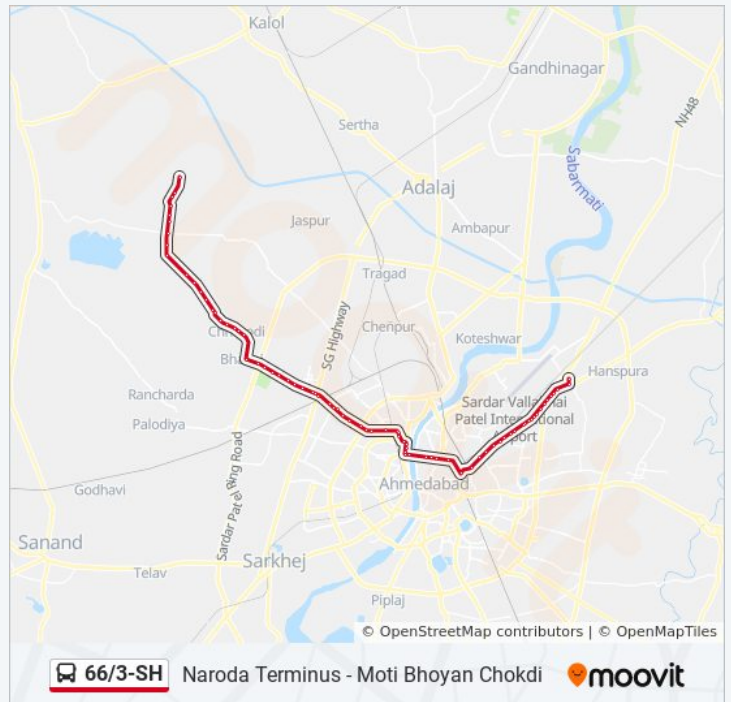 Kalol
Gandhinagar
NH48
Sertha
Sabarmati
Adalaj
Jaspur
Ambapur
Tragad
SG Highway
Chenpur
Koteshwar
Hanspura
Rancharda
Sardar Vallabhai
Patel International
Airport
Palodiya
Sardar Patel Ring Road
Ahmedabad
Godhavi
Sanand
Sarkhej
Telav
Piplaj
© OpenStreetMap contributors | © OpenMapTiles
66/3-SH Naroda Terminus - Moti Bhoyan Chokdi moovit